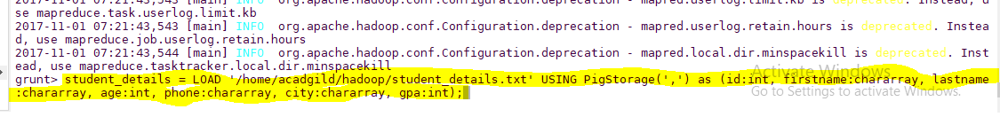 2017-11-01 07:21:43,543 [main] INFO  org.apache.hadoop.conf.Configuration.deprecation - mapred.userlog.limit.kb is deprecated. Instead, u
se mapreduce.task.userlog.limit.kb
2017-11-01 07:21:43,543 [main] INFO  org.apache.hadoop.conf.Configuration.deprecation - mapred.userlog.retain.hours is deprecated. Instea
d, use mapreduce.job.userlog.retain.hours
2017-11-01 07:21:43,544 [main] INFO  org.apache.hadoop.conf.Configuration.deprecation - mapred.local.dir.minspacekill is deprecated. Inst
ead, use mapreduce.tasktracker.local.dir.minspacekill
grunt> student_details = LOAD '/home/acadgild/hadoop/student_details.txt' USING PigStorage(',') as (id:int, firstname:chararray, lastname
:chararray, age:int, phone:chararray, city:chararray, gpa:int);
Activate Windows
Go to Settings to activate Windows.